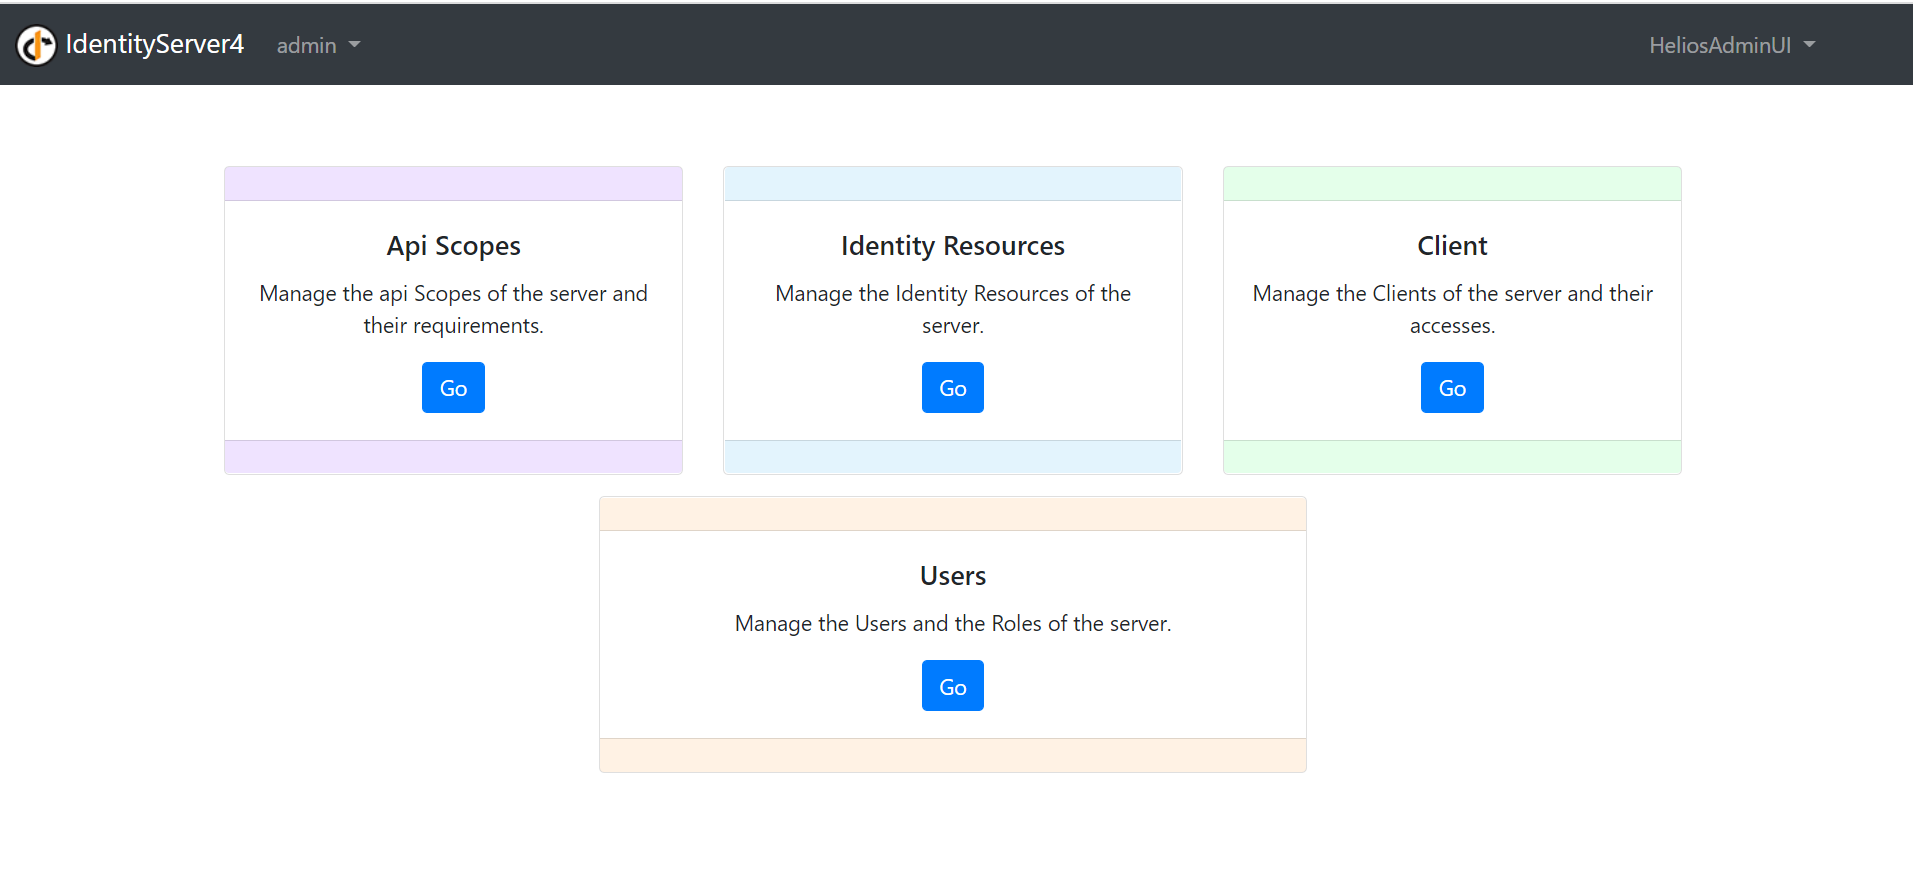 IdentityServer4 admin HeliosAdminUI
Api Scopes
Manage the api Scopes of the server and
their requirements.
Go
Identity Resources
Manage the Identity Resources of the
server.
Go
Client
Manage the Clients of the server and their
accesses.
Go
Users
Manage the Users and the Roles of the server.
Go